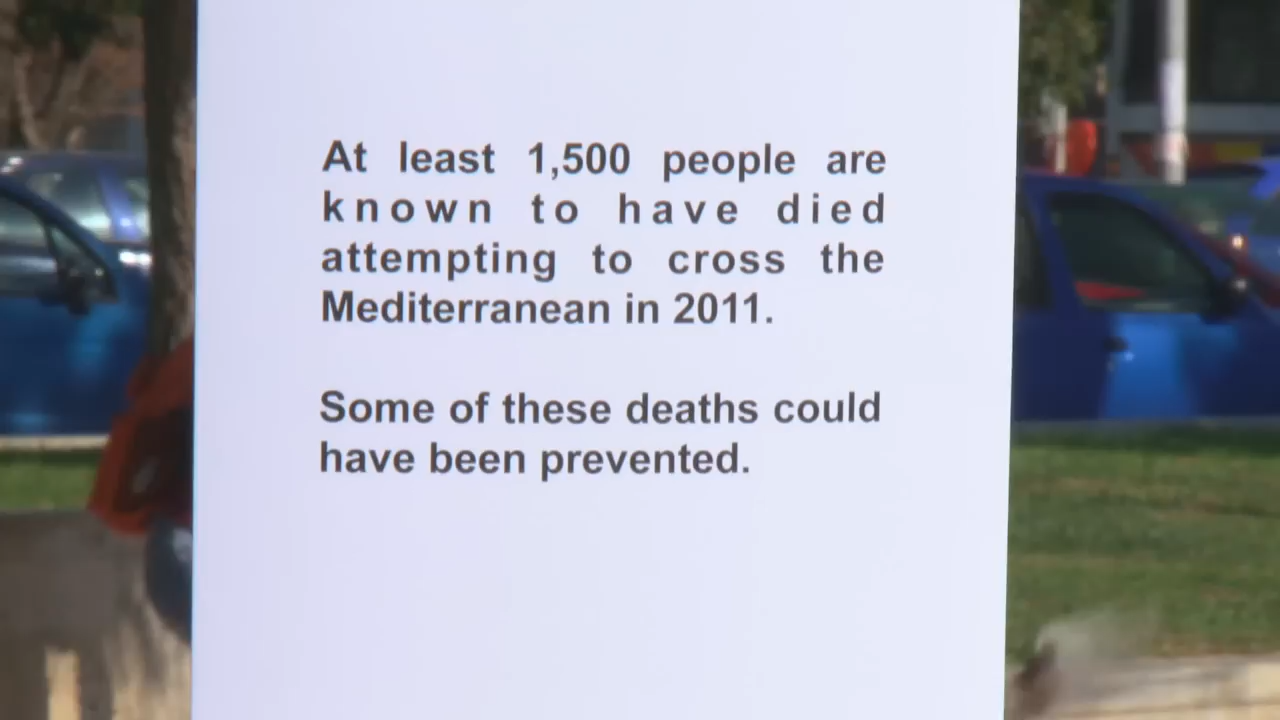 At least 1,500 people are
known to have died
attempting to cross the
Mediterranean in 2011.
Some of these deaths could
have been prevented.